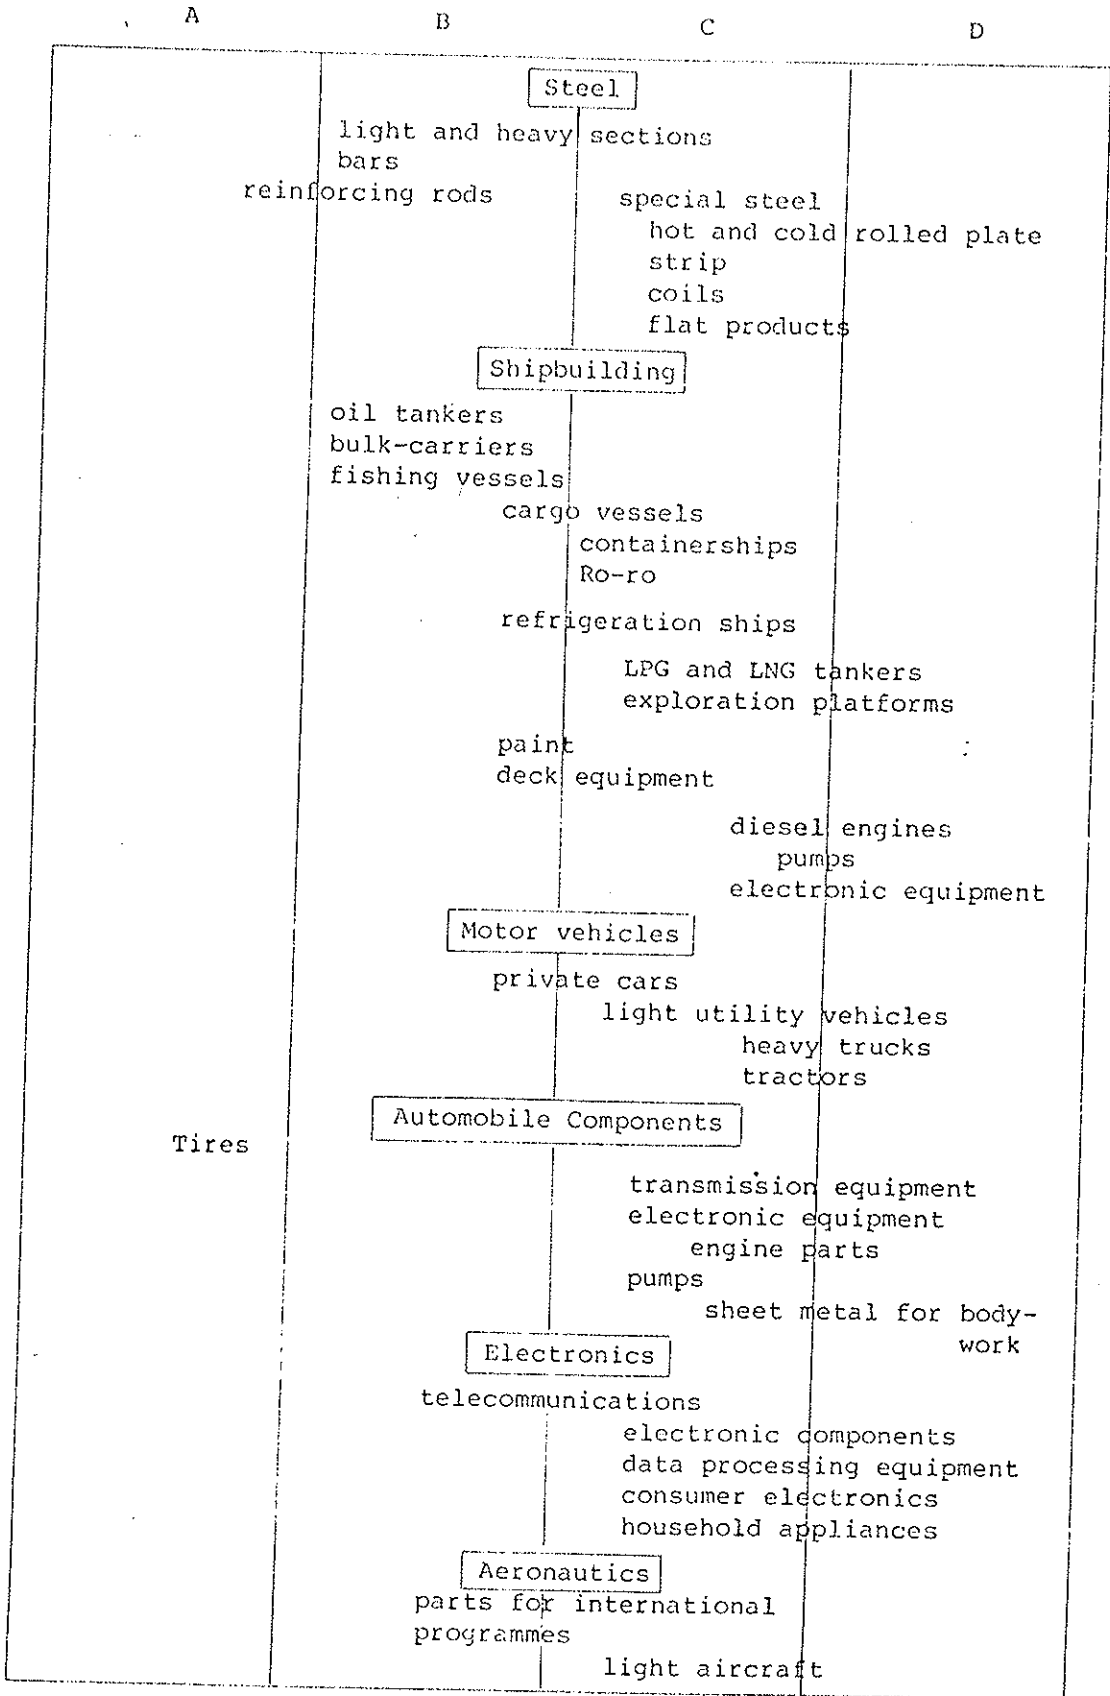 A B C D
Steel
light and heavy sections
bars
reinforcing rods special steel
hot and cold rolled plate
strip
coils
flat products
Shipbuilding
oil tankers
bulk-carriers
fishing vessels
cargo vessels
containerships
Ro-ro
refrigeration ships
LPG and LNG tankers
exploration platforms
paint
deck equipment
diesel engines
pumps
electronic equipment
Motor vehicles
private cars
light utility vehicles
heavy trucks
tractors
Automobile Components
Tires
transmission equipment
electronic equipment
engine parts
pumps
sheet metal for body-
work
Electronics
telecommunications
electronic components
data processing equipment
consumer electronics
household appliances
Aeronautics
parts for international
programmes
light aircraft